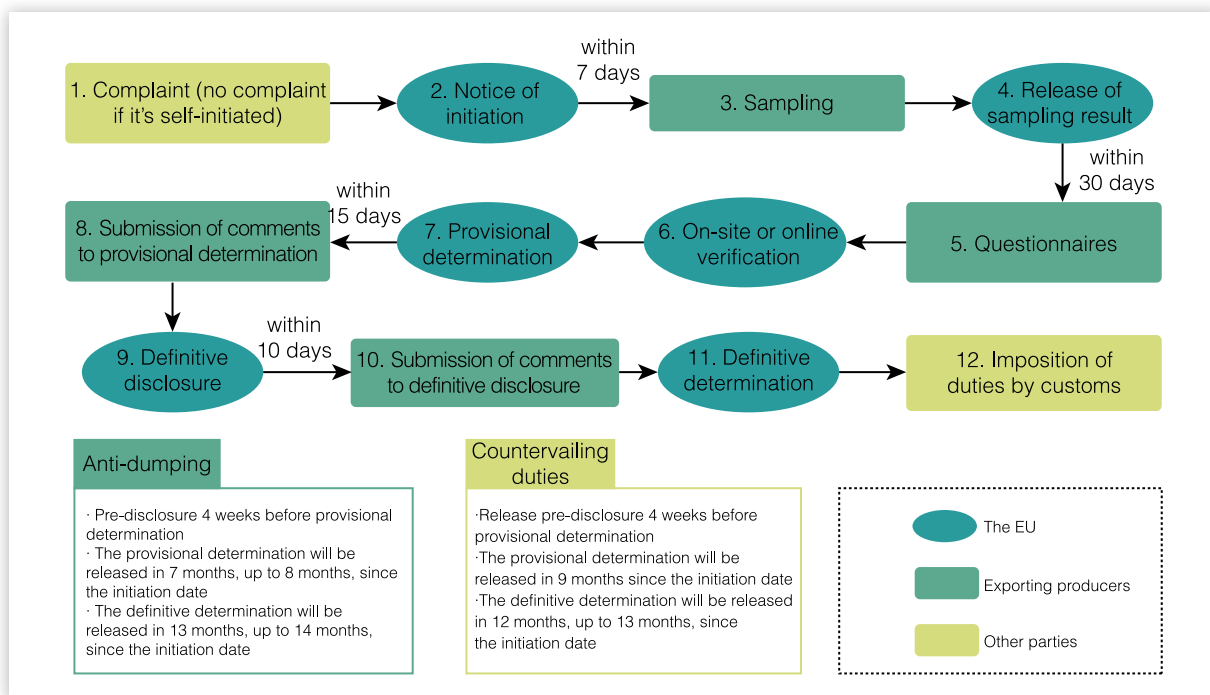 1. Complaint (no complaint
if it's self-initiated)
2. Notice of
initiation
within
7 days
3. Sampling
4. Release of
sampling result
within
30 days
5. Questionnaires
6. On-site or online
verification
7. Provisional
determination
within
15 days
8. Submission of comments
to provisional determination
9. Definitive
disclosure
within
10 days
10. Submission of comments
to definitive disclosure
11. Definitive
determination
12. Imposition of
duties by customs
Anti-dumping
· Pre-disclosure 4 weeks before provisional
determination
· The provisional determination will be
released in 7 months, up to 8 months, since
the initiation date
· The definitive determination will be
released in 13 months, up to 14 months,
since the initiation date
Countervailing
duties
·Release pre-disclosure 4 weeks before
provisional determination
·The provisional determination will be
released in 9 months since the initiation date
·The definitive determination will be released
in 12 months, up to 13 months, since
the initiation date
The EU
Exporting producers
Other parties